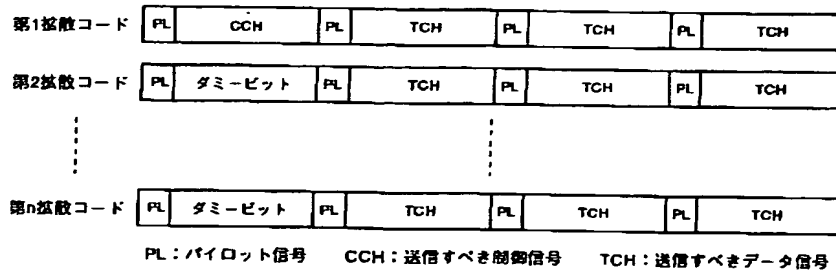 第1拡散コード PL CCH PL TCH PL TCH PL TCH
第2拡散コード PL ダミービット PL TCH PL TCH PL TCH
第n拡散コード PL ダミービット PL TCH PL TCH PL TCH
PL:パイロット信号 CCH:送信すべき制御信号 TCH:送信すべきデータ信号